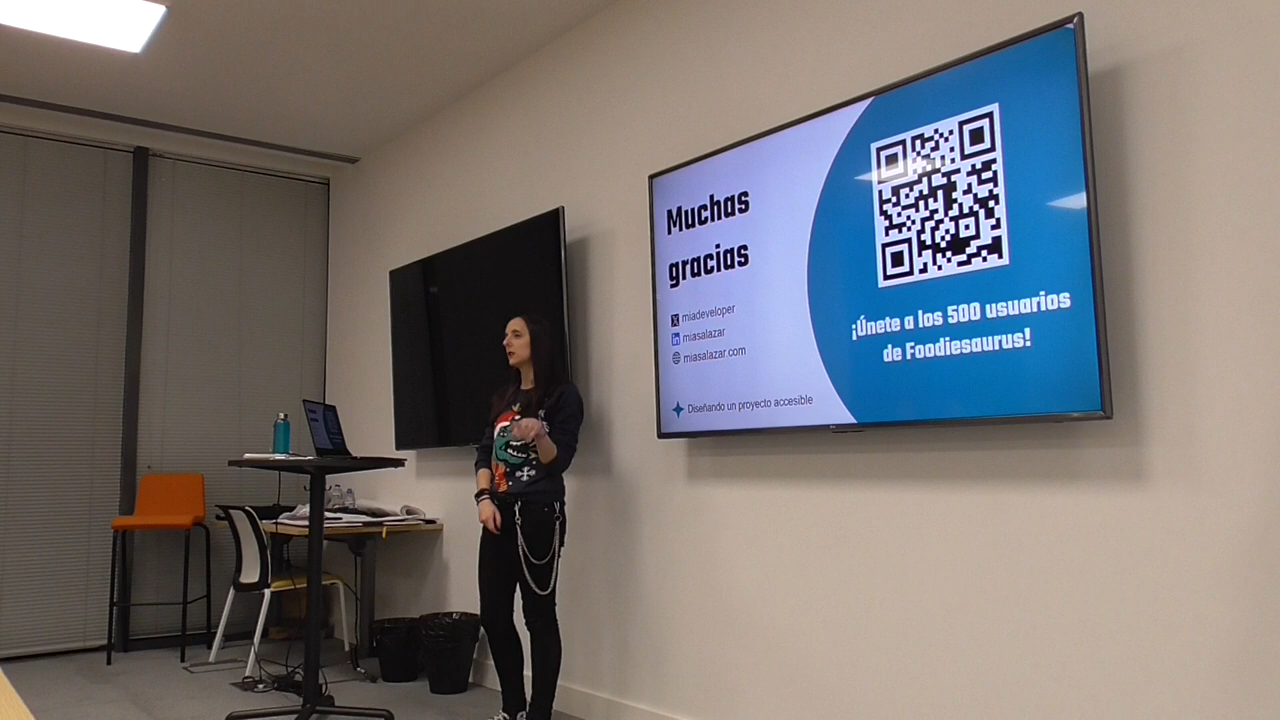 Muchas
gracias
miadeveloper
miasalazar
miasalazar.com
Diseñando un proyecto accesible
¡Únete a los 500 usuarios
de Foodiesaurus!